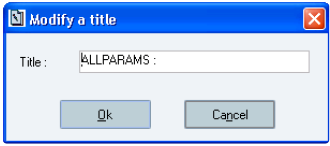 Modify a title
Title : ALLPARAMS :
Ok Cancel